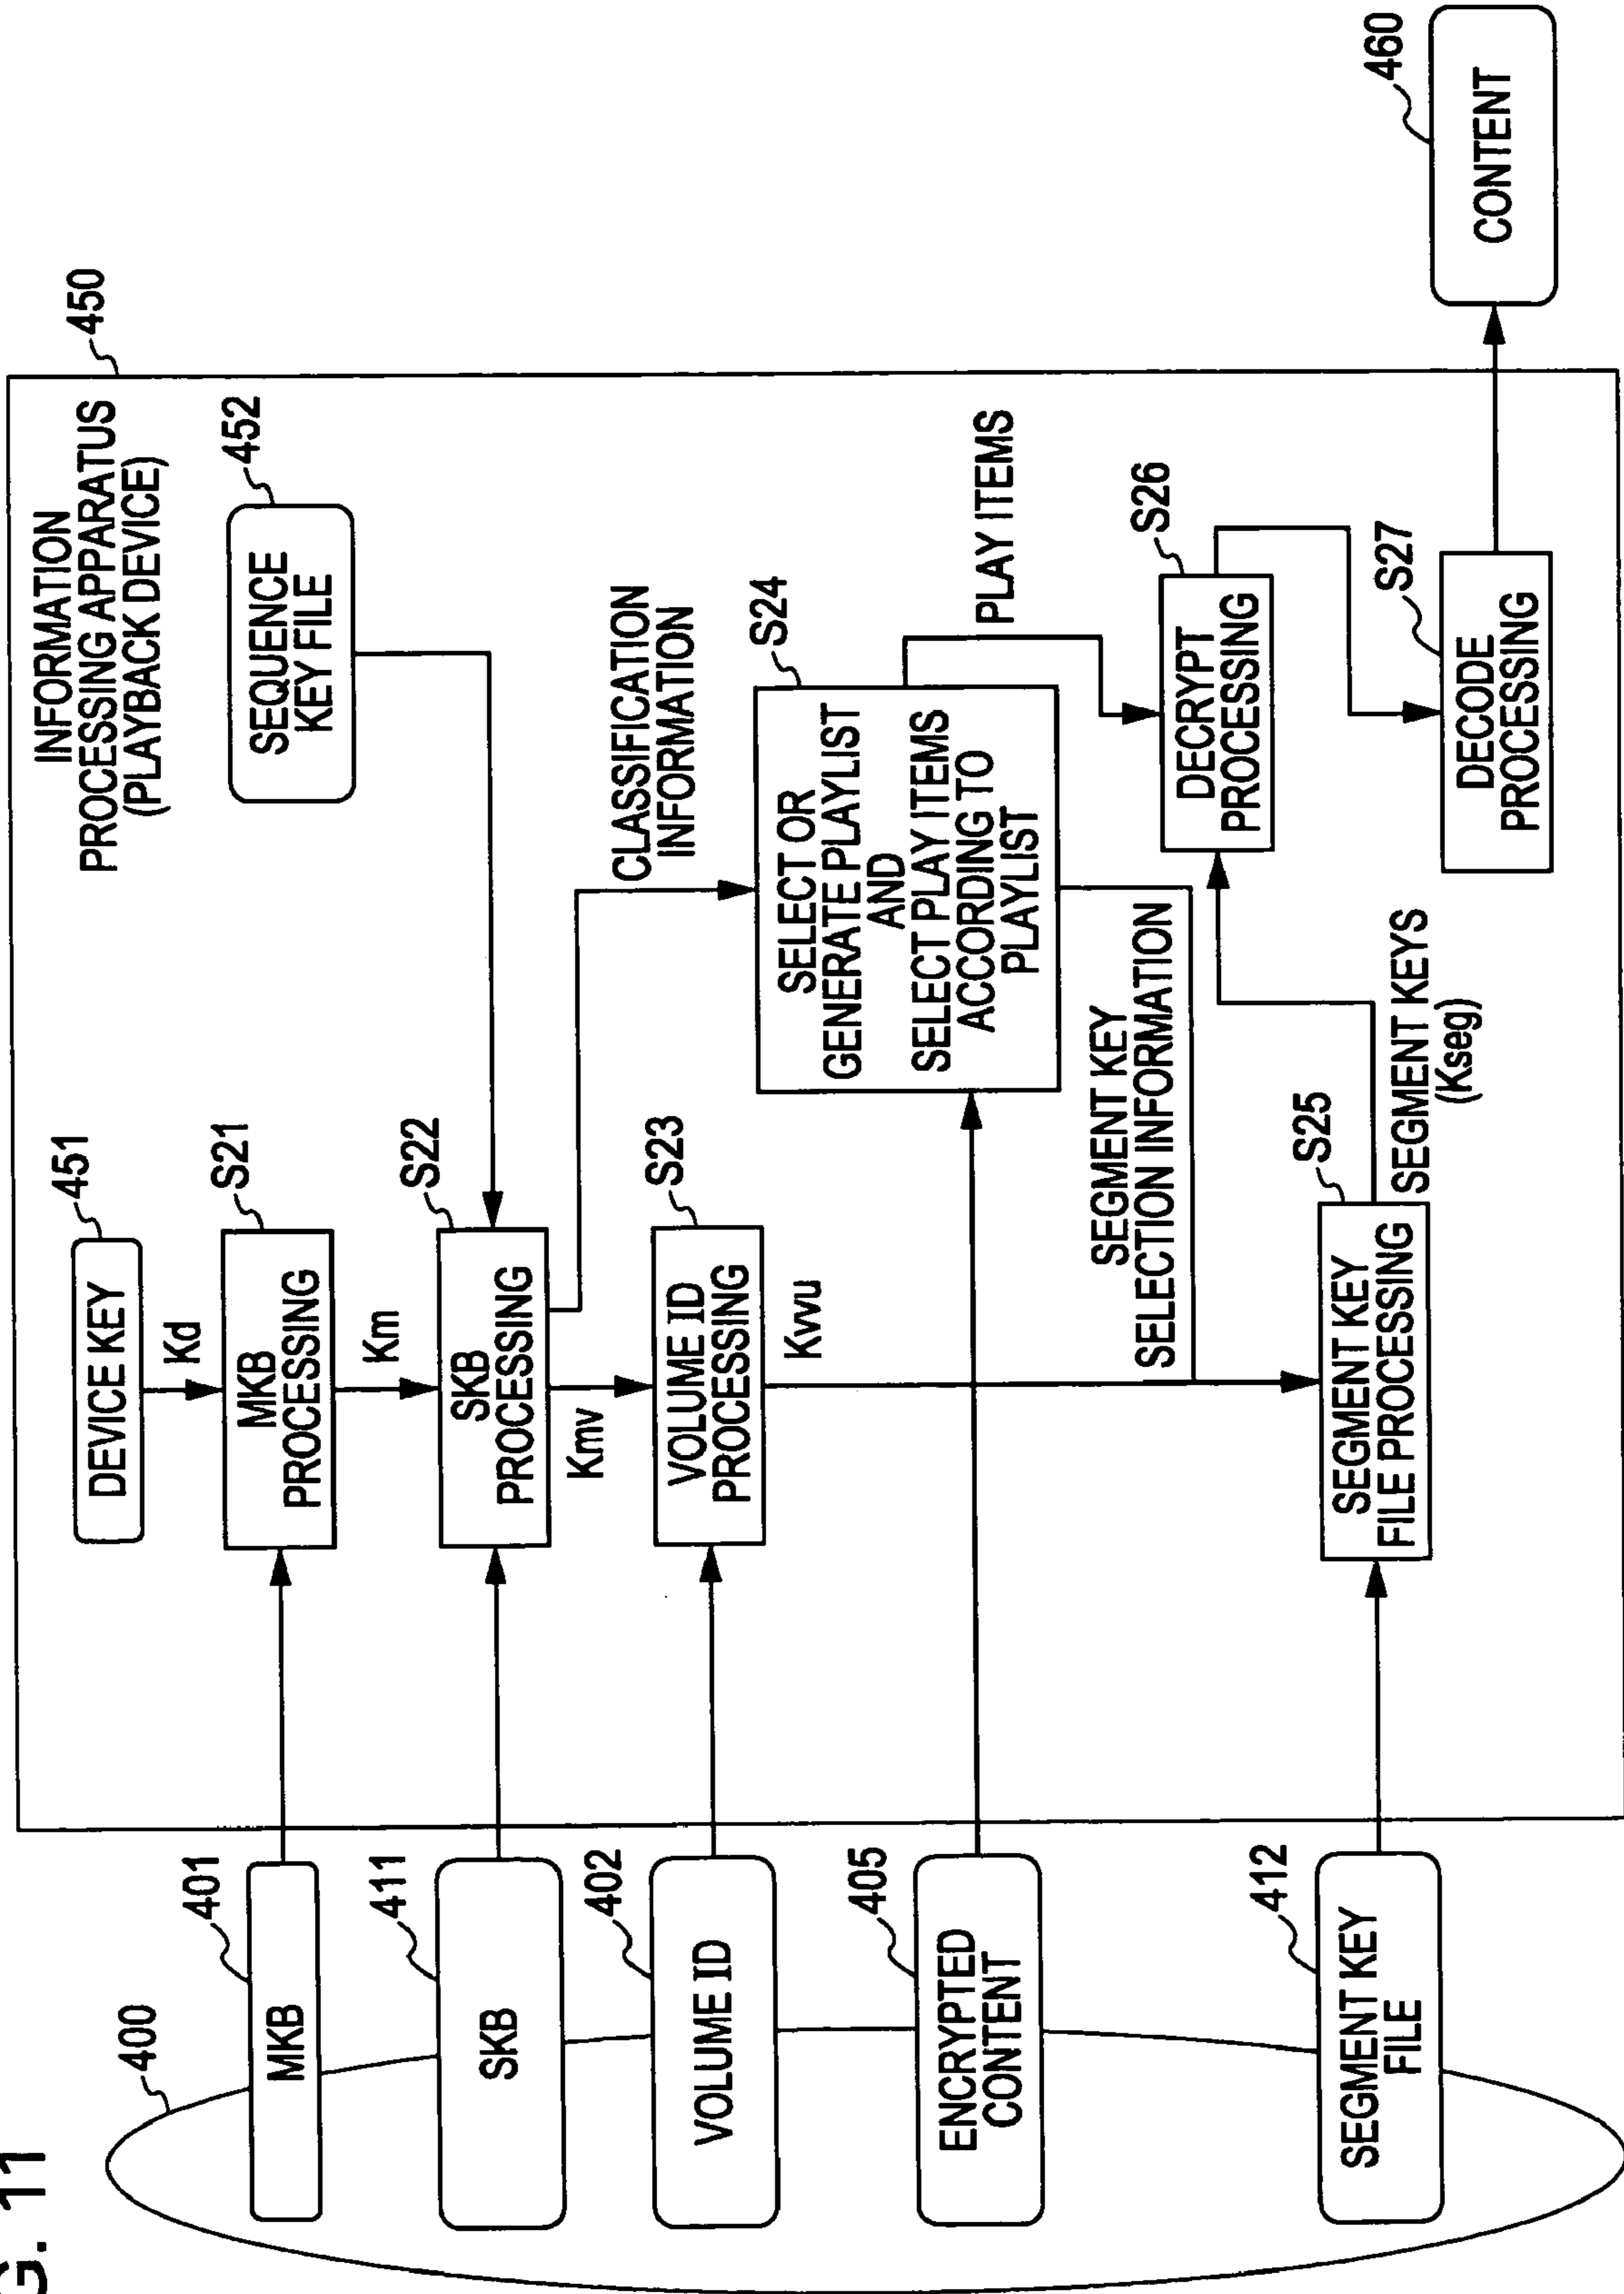 G. 11
400
401
MKB
411
SKB
402
VOLUME ID
405
ENCRYPTED
CONTENT
412
SEGMENT KEY
FILE
450
INFORMATION
PROCESSING APPARATUS
(PLAYBACK DEVICE)
451
DEVICE KEY
Kd
S21
MKB
PROCESSING
Km
S22
SKB
PROCESSING
Kmv
S23
VOLUME ID
PROCESSING
Kvu
452
SEQUENCE
KEY FILE
CLASSIFICATION
INFORMATION
S24
SELECT OR
GENERATE PLAYLIST
AND
SELECT PLAY ITEMS
ACCORDING TO
PLAYLIST
PLAY ITEMS
SEGMENT KEY
SELECTION INFORMATION
S25
SEGMENT KEY
FILE PROCESSING
SEGMENT KEYS
(Kseg)
S26
DECRYPT
PROCESSING
S27
DECODE
PROCESSING
460
CONTENT